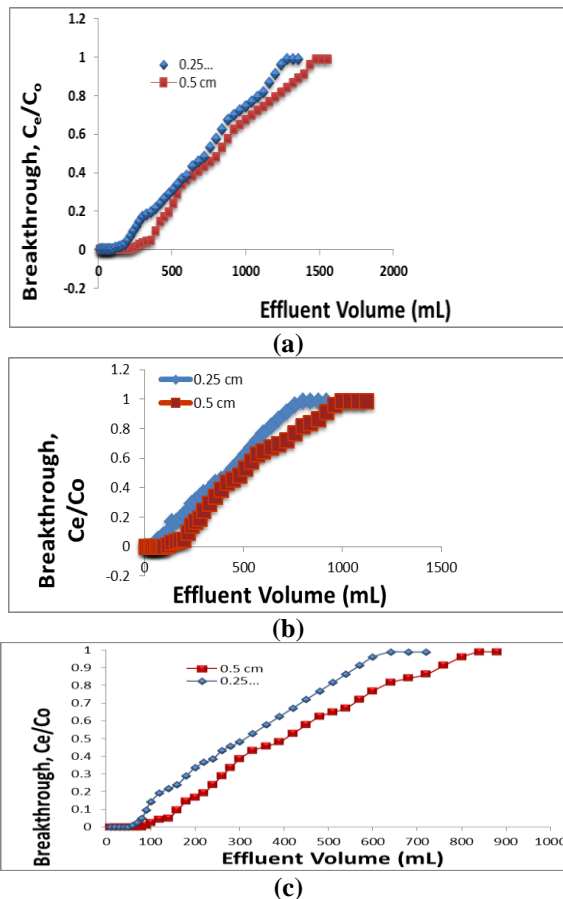 1.2
1
0.8
0.6
0.4
0.2
0
-0.2
Breakthrough, Ce/Co
0.25...
0.5 cm
0 500 1000 1500 2000
Effluent Volume (mL)
(a)
1.2
1
0.8
0.6
0.4
0.2
0
-0.2
Breakthrough,
Ce/Co
0.25 cm
0.5 cm
0 500 1000 1500
Effluent Volume (mL)
(b)
1
0.9
0.8
0.7
0.6
0.5
0.4
0.3
0.2
0.1
0
Breakthrough, Ce/Co
0.5 cm
0.25...
0 100 200 300 400 500 600 700 800 900 1000
Effluent Volume (mL)
(c)